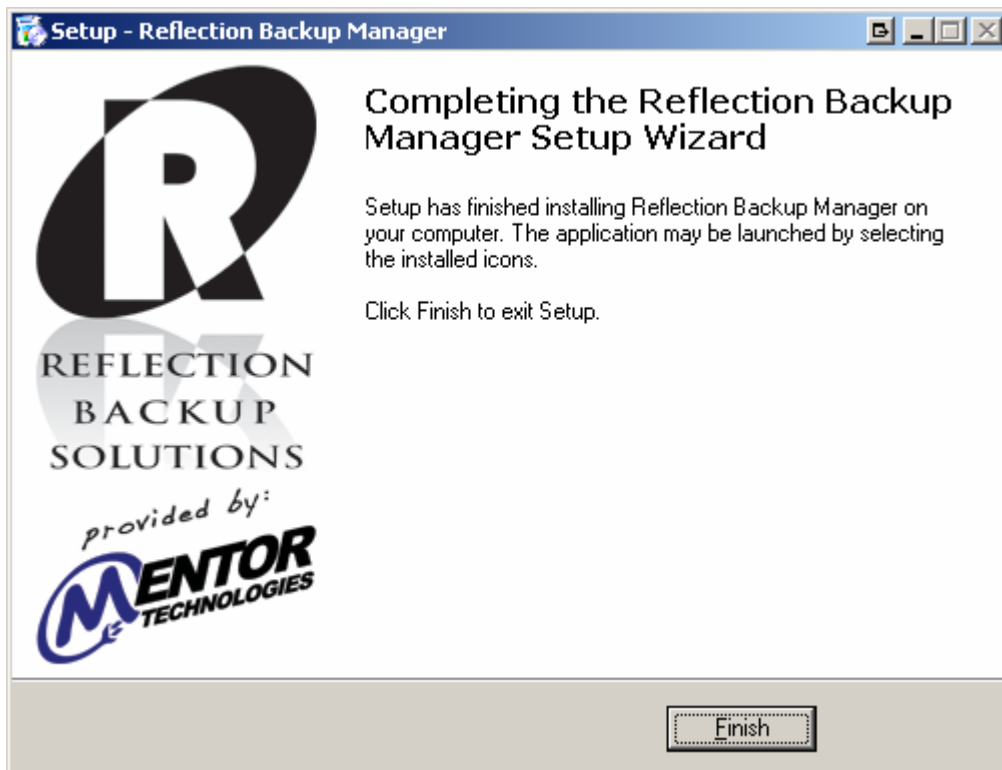 Setup - Reflection Backup Manager
R
REFLECTION
BACKUP
SOLUTIONS
provided by:
MENTOR
TECHNOLOGIES
Completing the Reflection Backup
Manager Setup Wizard
Setup has finished installing Reflection Backup Manager on
your computer. The application may be launched by selecting
the installed icons.
Click Finish to exit Setup.
Finish